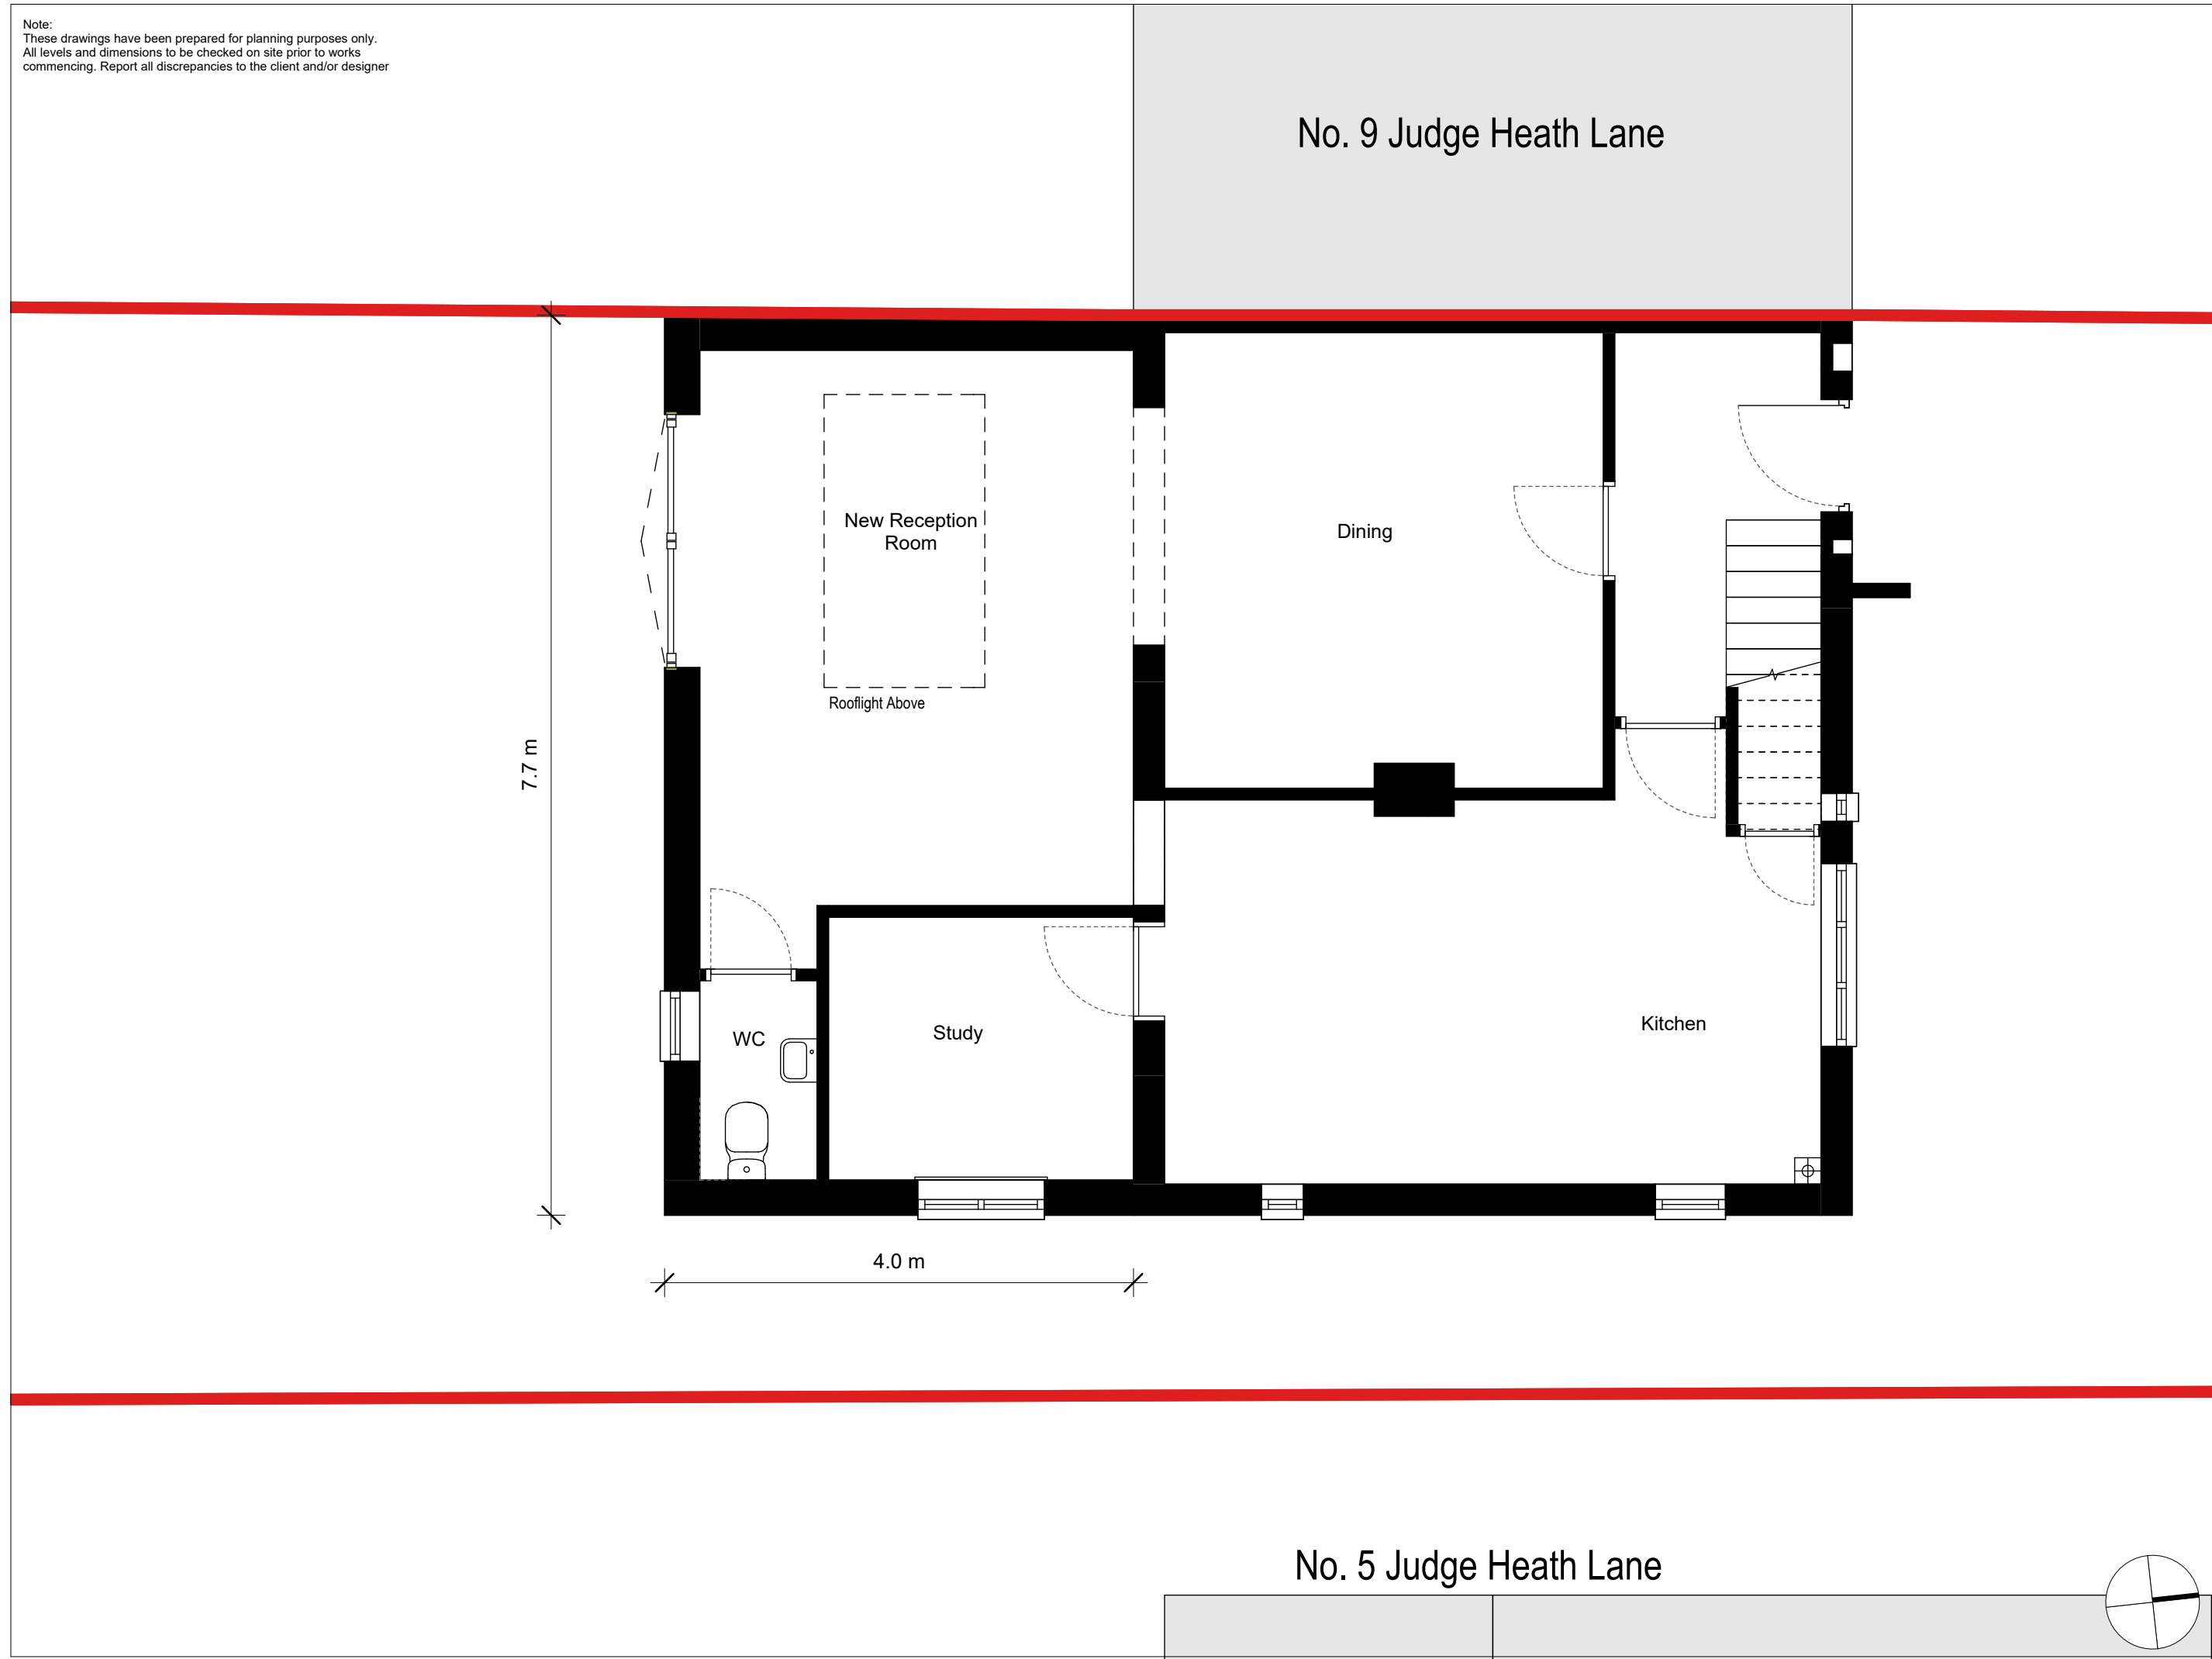 Note:
These drawings have been prepared for planning purposes only.
All levels and dimensions to be checked on site prior to works
commencing. Report all discrepancies to the client and/or designer
No. 9 Judge Heath Lane
New Reception
Room
Dining
Rooflight Above
7.7 m
WC
Study
Kitchen
4.0 m
No. 5 Judge Heath Lane